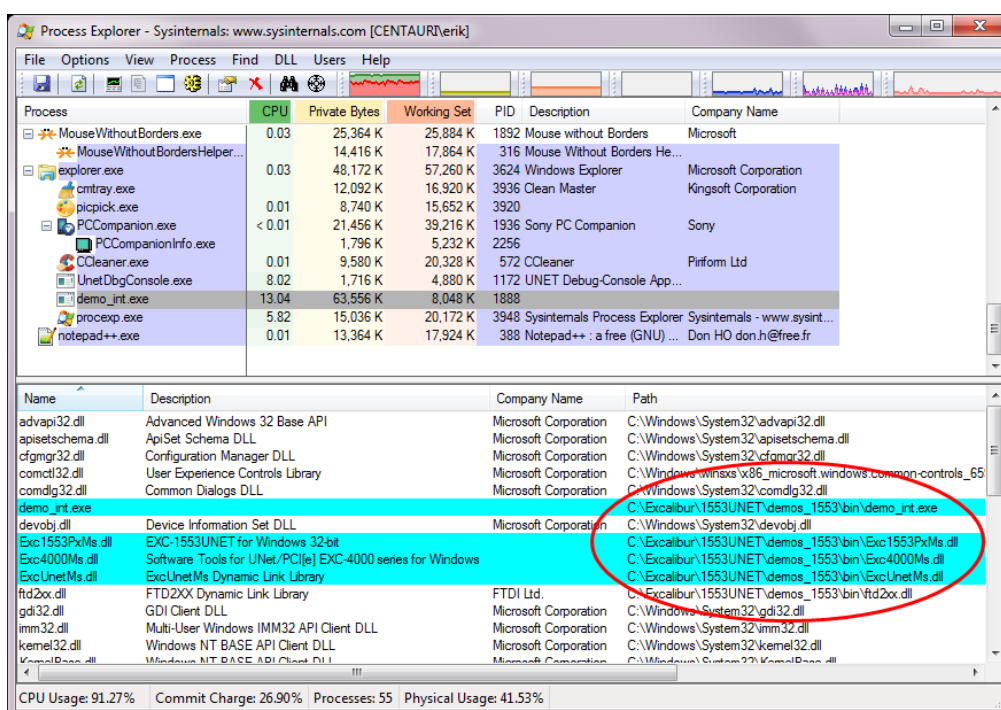 Process Explorer - Sysinternals: www.sysinternals.com [CENTAURI\erik]
File Options View Process Find DLL Users Help
Process CPU Private Bytes Working Set PID Description Company Name
MouseWithoutBorders.exe 0.03 25,364 K 25,884 K 1892 Mouse without Borders Microsoft
MouseWithoutBordersHelper... 14,416 K 17,864 K 316 Mouse Without Borders He...
explorer.exe 0.03 48,172 K 57,260 K 3624 Windows Explorer Microsoft Corporation
cmtray.exe 12,092 K 16,920 K 3936 Clean Master Kingsoft Corporation
picpick.exe 0.01 8,740 K 15,652 K 3920
PCCompanion.exe < 0.01 21,456 K 39,216 K 1936 Sony PC Companion Sony
PCCompanionInfo.exe 1,796 K 5,232 K 2256
CCleaner.exe 0.01 9,580 K 20,328 K 572 CCleaner Piriform Ltd
UnetDbgConsole.exe 8.02 1,716 K 4,880 K 1172 UNET Debug-Console App...
demo_int.exe 13.04 63,556 K 8,048 K 1888
procexp.exe 5.82 15,036 K 20,172 K 3948 Sysinternals Process Explorer Sysinternals - www.sysint...
notepad++.exe 0.01 13,364 K 17,924 K 388 Notepad++ : a free (GNU) ... Don HO don.h@free.fr
Name Description Company Name Path
advapi32.dll Advanced Windows 32 Base API Microsoft Corporation C:\Windows\System32\advapi32.dll
apisetschema.dll ApiSet Schema DLL Microsoft Corporation C:\Windows\System32\apisetschema.dll
cfgmgr32.dll Configuration Manager DLL Microsoft Corporation C:\Windows\System32\cfgmgr32.dll
comctl32.dll User Experience Controls Library Microsoft Corporation C:\Windows\winsxs\x86_microsoft.windows.common-controls_65
comdlg32.dll Common Dialogs DLL Microsoft Corporation C:\Windows\System32\comdlg32.dll
demo_int.exe C:\Excalibur\1553UNET\demos_1553\bin\demo_int.exe
devobj.dll Device Information Set DLL Microsoft Corporation C:\Windows\System32\devobj.dll
Exc1553PxMs.dll EXC-1553UNET for Windows 32-bit C:\Excalibur\1553UNET\demos_1553\bin\Exc1553PxMs.dll
Exc4000Ms.dll Software Tools for UNet/PCI[e] EXC-4000 series for Windows C:\Excalibur\1553UNET\demos_1553\bin\Exc4000Ms.dll
ExcUnetMs.dll ExcUnetMs Dynamic Link Library C:\Excalibur\1553UNET\demos_1553\bin\ExcUnetMs.dll
ftd2xx.dll FTD2XX Dynamic Link Library FTDI Ltd. C:\Excalibur\1553UNET\demos_1553\bin\ftd2xx.dll
gdi32.dll GDI Client DLL Microsoft Corporation C:\Windows\System32\gdi32.dll
imm32.dll Multi-User Windows IMM32 API Client DLL Microsoft Corporation C:\Windows\System32\imm32.dll
kernel32.dll Windows NT BASE API Client DLL Microsoft Corporation C:\Windows\System32\kernel32.dll
KernelBase.dll Windows NT BASE API Client DLL Microsoft Corporation C:\Windows\System32\KernelBase.dll
CPU Usage: 91.27% Commit Charge: 26.90% Processes: 55 Physical Usage: 41.53%